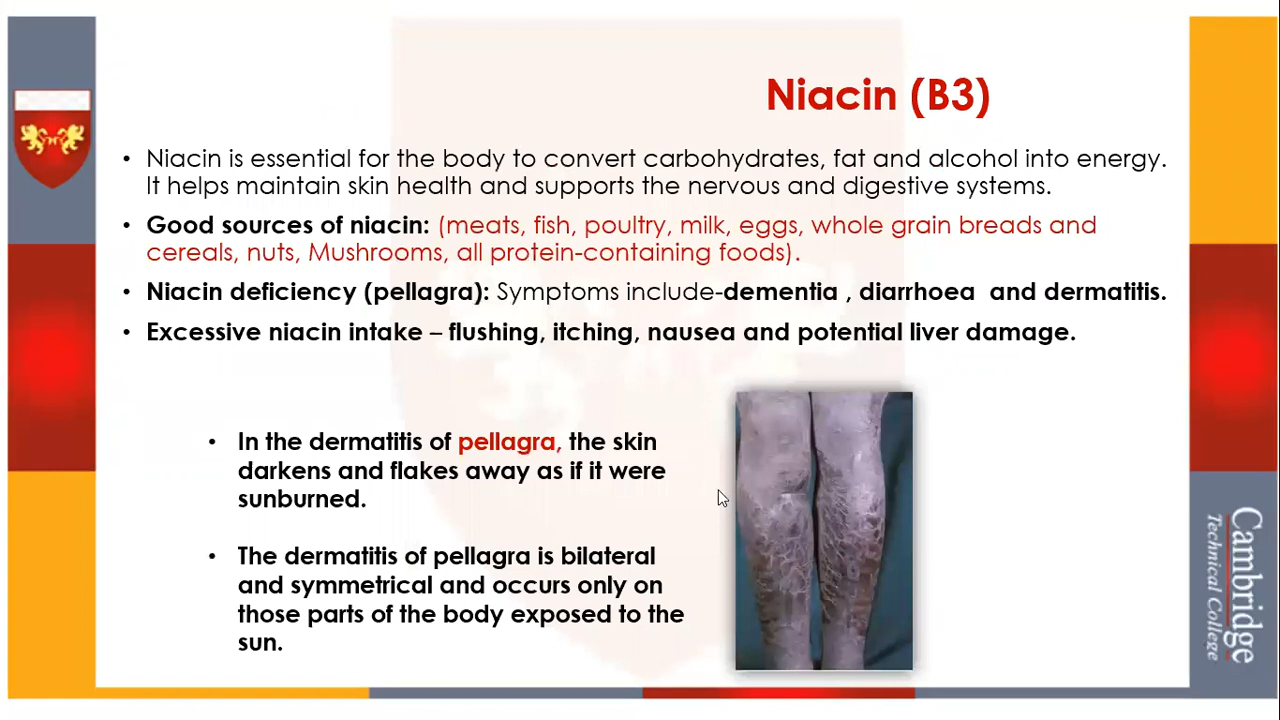 Niacin (B3)
• Niacin is essential for the body to convert carbohydrates, fat and alcohol into energy.
It helps maintain skin health and supports the nervous and digestive systems.
• Good sources of niacin: (meats, fish, poultry, milk, eggs, whole grain breads and
cereals, nuts, Mushrooms, all protein-containing foods).
• Niacin deficiency (pellagra): Symptoms include-dementia , diarrhoea  and dermatitis.
• Excessive niacin intake – flushing, itching, nausea and potential liver damage.
• In the dermatitis of pellagra, the skin
darkens and flakes away as if it were
sunburned.
• The dermatitis of pellagra is bilateral
and symmetrical and occurs only on
those parts of the body exposed to the
sun.
Cambridge
Technical College